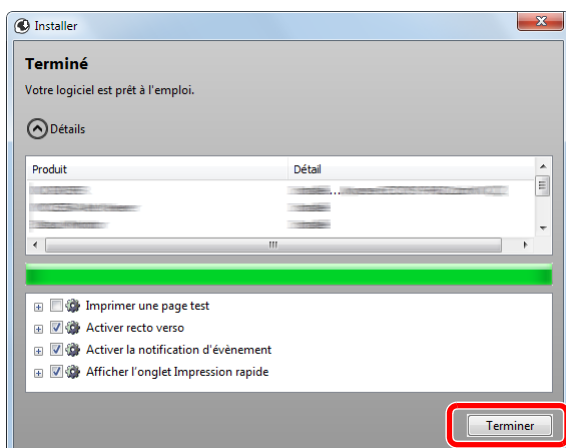 Installer
Terminé
Votre logiciel est prêt à l'emploi.
Détails
Produit Détail
Imprimer une page test
Activer recto verso
Activer la notification d'évènement
Afficher l'onglet Impression rapide
Terminer